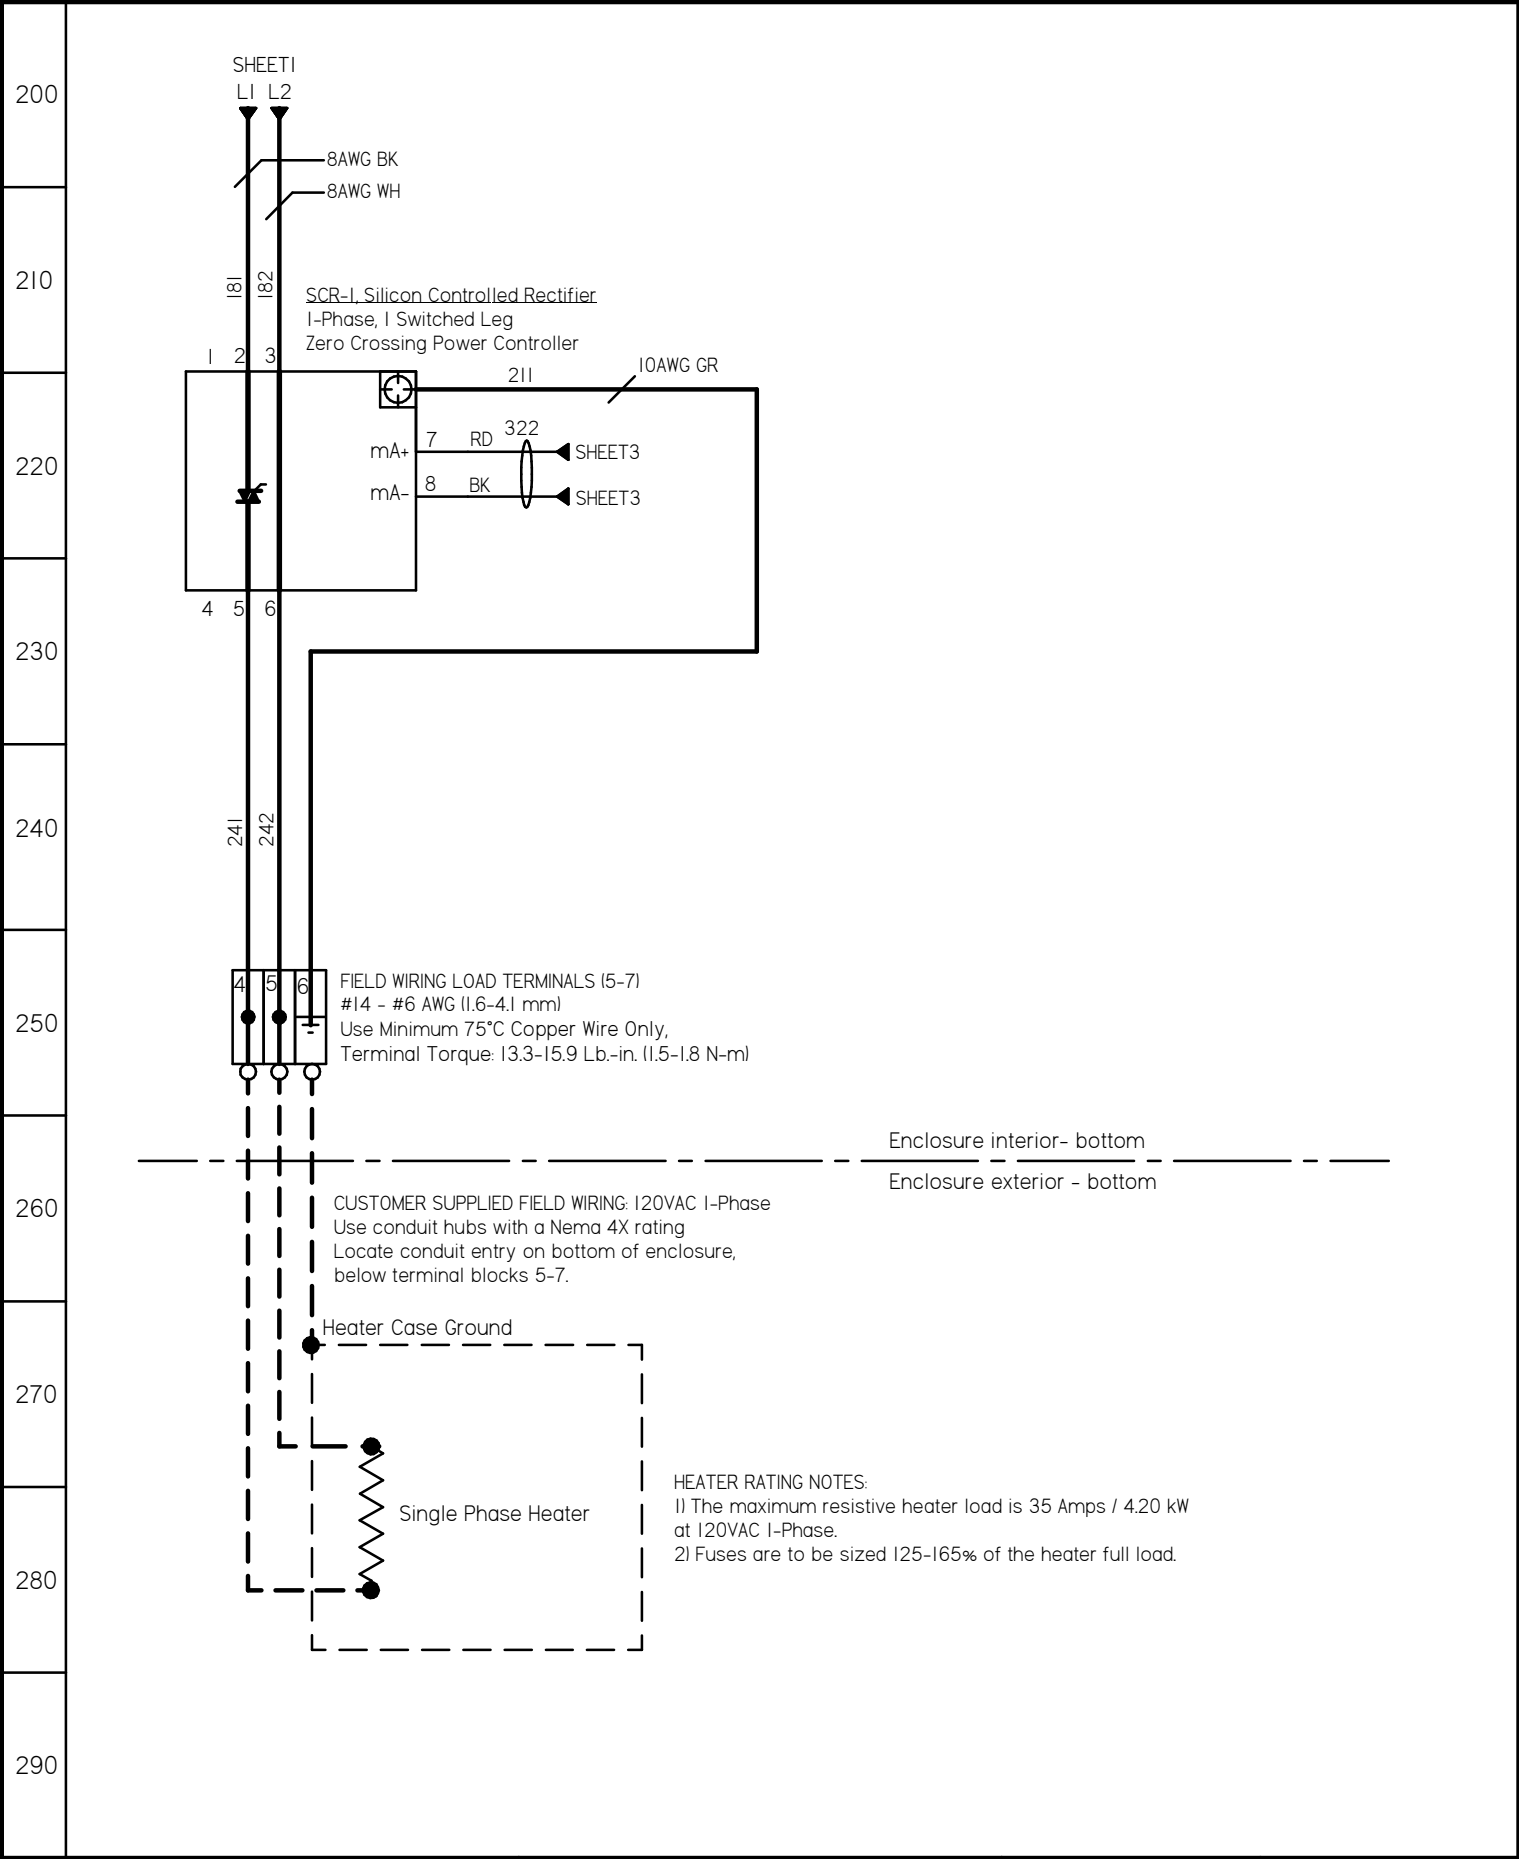 200
SHEET1
L1 L2
8AWG BK
8AWG WH
210
181
182
SCR-1, Silicon Controlled Rectifier
1-Phase, 1 Switched Leg
Zero Crossing Power Controller
1 2 3
211
10AWG GR
220
mA+
7
RD
322
SHEET3
mA-
8
BK
SHEET3
4 5 6
230
240
241
242
250
4 5 6
FIELD WIRING LOAD TERMINALS (5-7)
#14 - #6 AWG (1.6-4.1 mm)
Use Minimum 75°C Copper Wire Only,
Terminal Torque: 13.3-15.9 Lb.-in. (1.5-1.8 N-m)
Enclosure interior- bottom
Enclosure exterior - bottom
260
CUSTOMER SUPPLIED FIELD WIRING: 120VAC 1-Phase
Use conduit hubs with a Nema 4X rating
Locate conduit entry on bottom of enclosure,
below terminal blocks 5-7.
Heater Case Ground
270
Single Phase Heater
HEATER RATING NOTES:
1) The maximum resistive heater load is 35 Amps / 4.20 kW
at 120VAC 1-Phase.
2) Fuses are to be sized 125-165% of the heater full load.
280
290